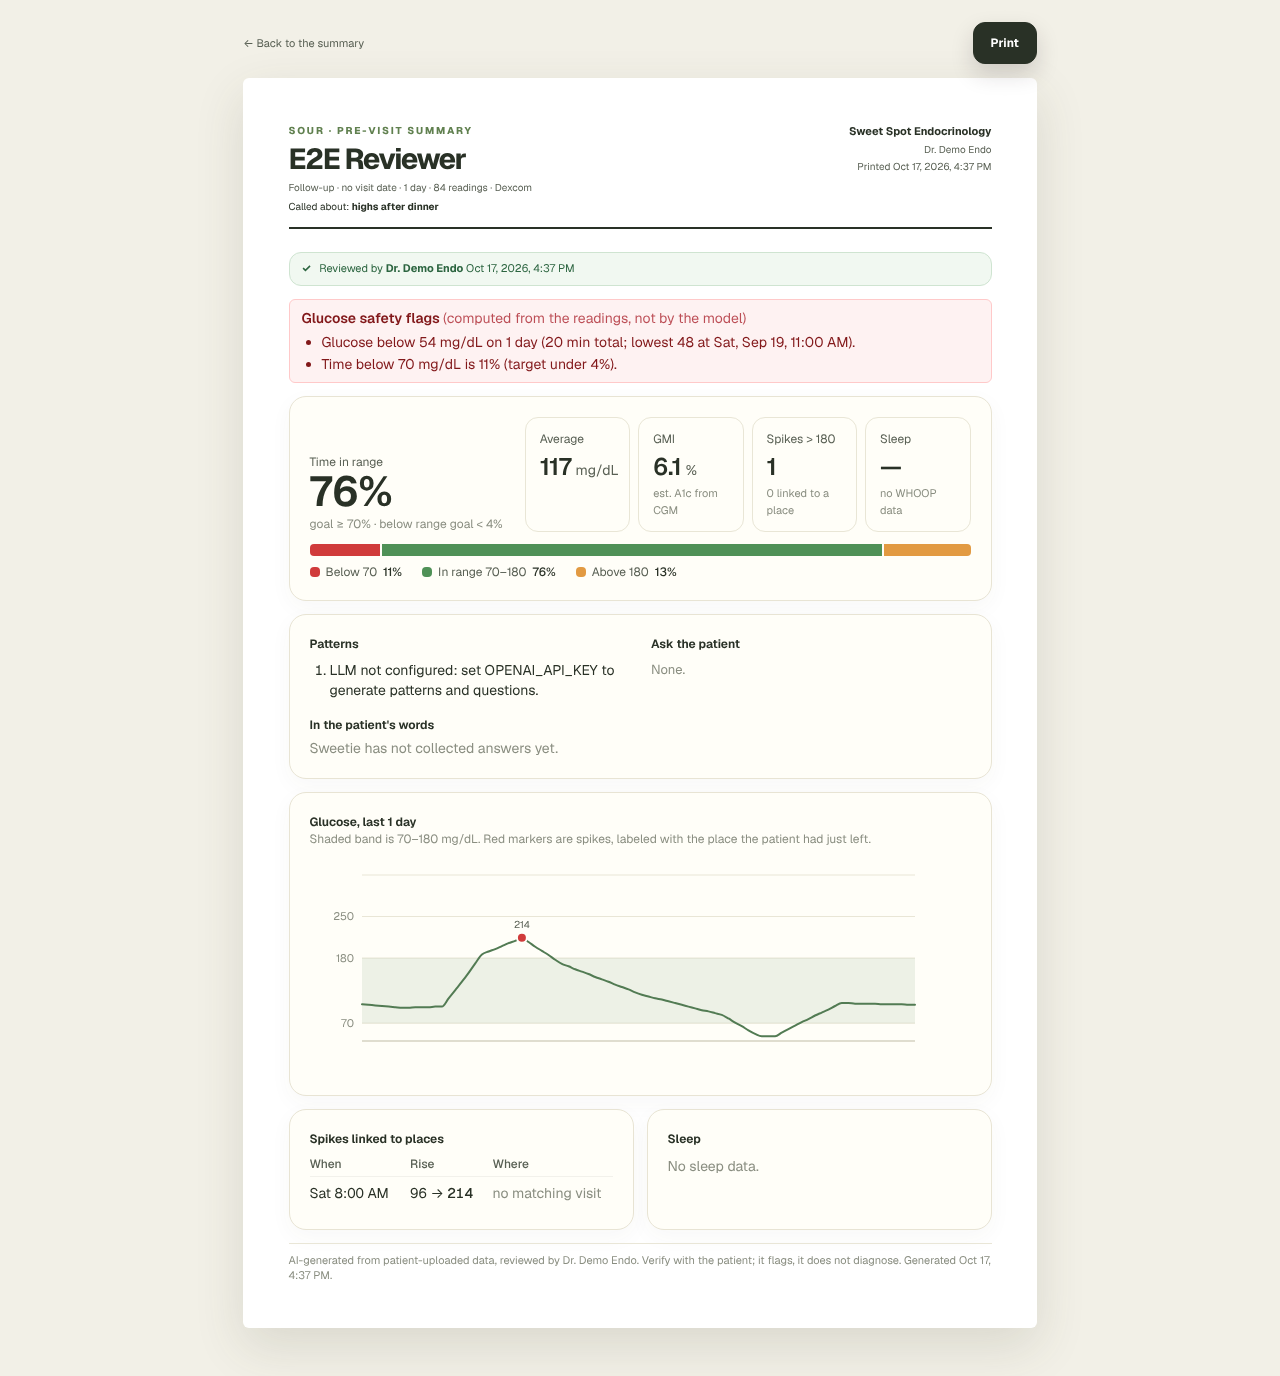 ← Back to the summary
Print
SOUR · PRE-VISIT SUMMARY
E2E Reviewer
Follow-up · no visit date · 1 day · 84 readings · Dexcom
Called about: highs after dinner
Sweet Spot Endocrinology
Dr. Demo Endo
Printed Oct 17, 2026, 4:37 PM
✓ Reviewed by Dr. Demo Endo Oct 17, 2026, 4:37 PM
Glucose safety flags (computed from the readings, not by the model)
• Glucose below 54 mg/dL on 1 day (20 min total; lowest 48 at Sat, Sep 19, 11:00 AM).
• Time below 70 mg/dL is 11% (target under 4%).
Time in range
76%
goal ≥ 70% · below range goal < 4%
Average
117 mg/dL
GMI
6.1 %
est. A1c from
CGM
Spikes > 180
1
0 linked to a
place
Sleep
—
no WHOOP
data
Below 70 11%
In range 70–180 76%
Above 180 13%
Patterns
1. LLM not configured: set OPENAI_API_KEY to
generate patterns and questions.
Ask the patient
None.
In the patient's words
Sweetie has not collected answers yet.
Glucose, last 1 day
Shaded band is 70–180 mg/dL. Red markers are spikes, labeled with the place the patient had just left.
250
214
180
70
Spikes linked to places
When Rise Where
Sat 8:00 AM 96 → 214 no matching visit
Sleep
No sleep data.
AI-generated from patient-uploaded data, reviewed by Dr. Demo Endo. Verify with the patient; it flags, it does not diagnose. Generated Oct 17,
4:37 PM.